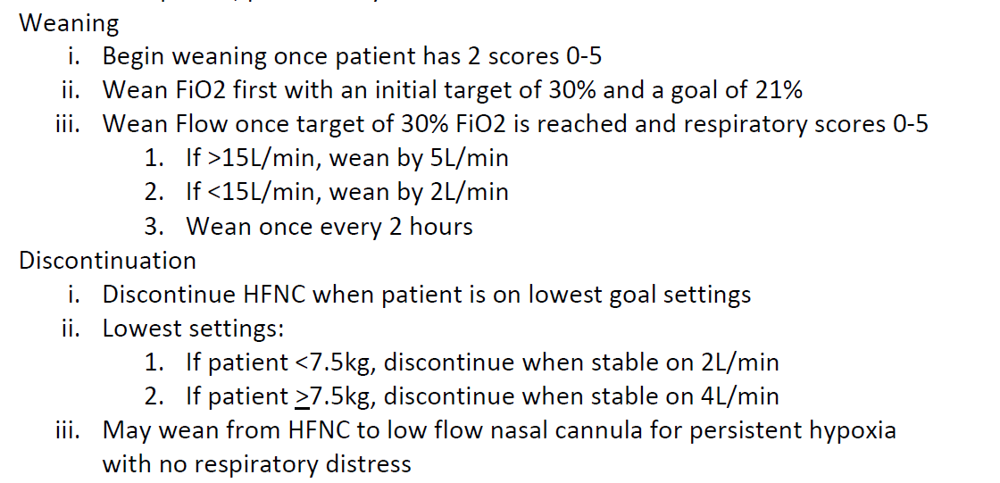 Weaning
i. Begin weaning once patient has 2 scores 0-5
ii. Wean FiO2 first with an initial target of 30% and a goal of 21%
iii. Wean Flow once target of 30% FiO2 is reached and respiratory scores 0-5
1. If >15L/min, wean by 5L/min
2. If <15L/min, wean by 2L/min
3. Wean once every 2 hours
Discontinuation
i. Discontinue HFNC when patient is on lowest goal settings
ii. Lowest settings:
1. If patient <7.5kg, discontinue when stable on 2L/min
2. If patient ≥7.5kg, discontinue when stable on 4L/min
iii. May wean from HFNC to low flow nasal cannula for persistent hypoxia
with no respiratory distress